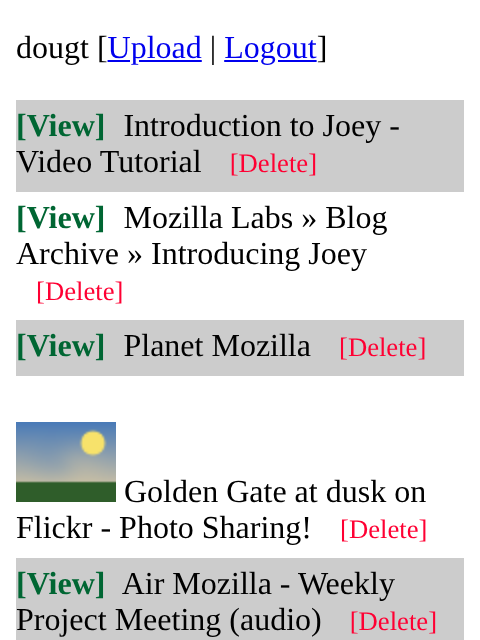 dougt [Upload | Logout]
[View] Introduction to Joey -
Video Tutorial [Delete]
[View] Mozilla Labs » Blog
Archive » Introducing Joey
[Delete]
[View] Planet Mozilla [Delete]
Golden Gate at dusk on
Flickr - Photo Sharing! [Delete]
[View] Air Mozilla - Weekly
Project Meeting (audio) [Delete]